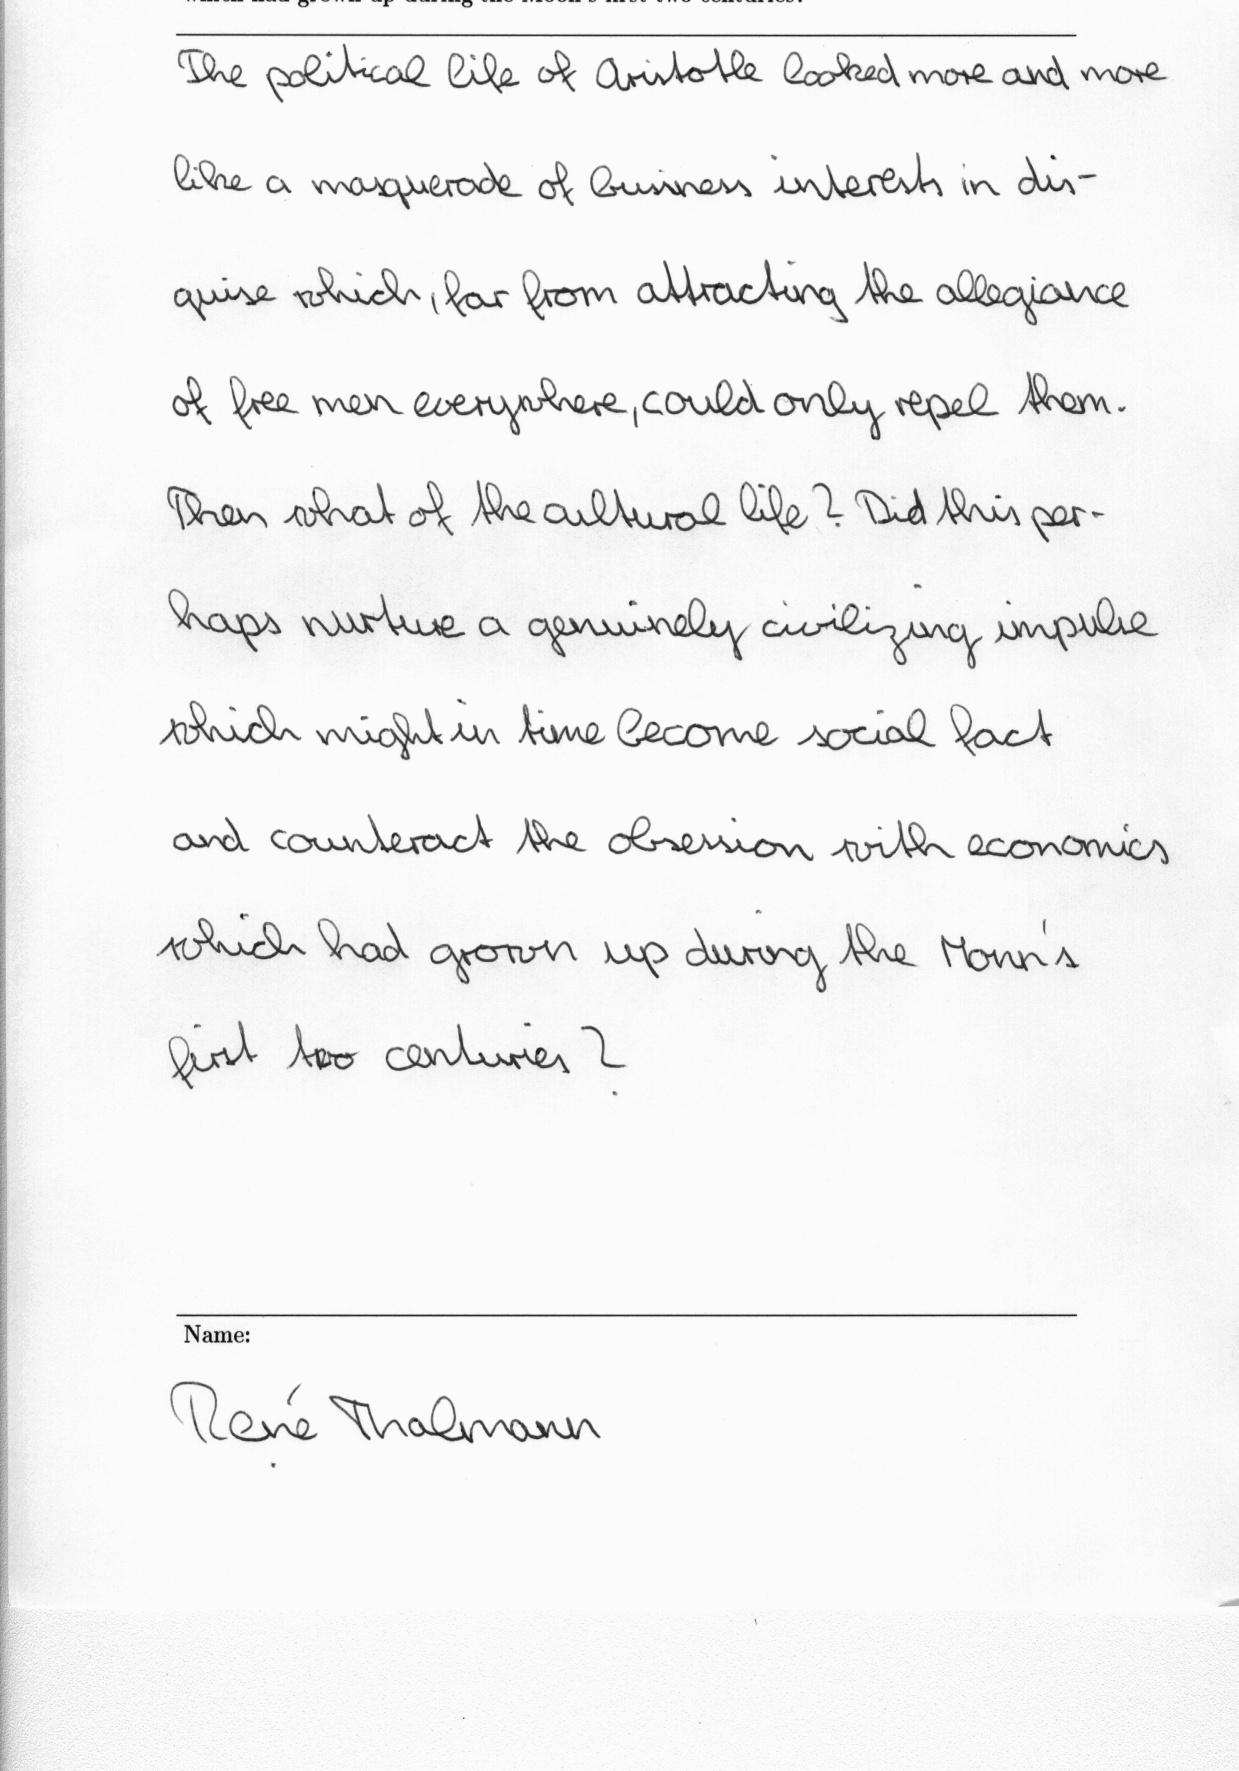 which had grown up during the Moon's first two centuries?
The political life of Aristotle looked more and more
like a masquerade of business interests in dis-
guise which, far from attracting the allegiance
of free men everywhere, could only repel them.
Then what of the cultural life? Did this per-
haps nurture a genuinely civilizing impulse
which might in time become social fact
and counteract the obsession with economics
which had grown up during the Monn's
first two centuries?
Name:
René Thalmann